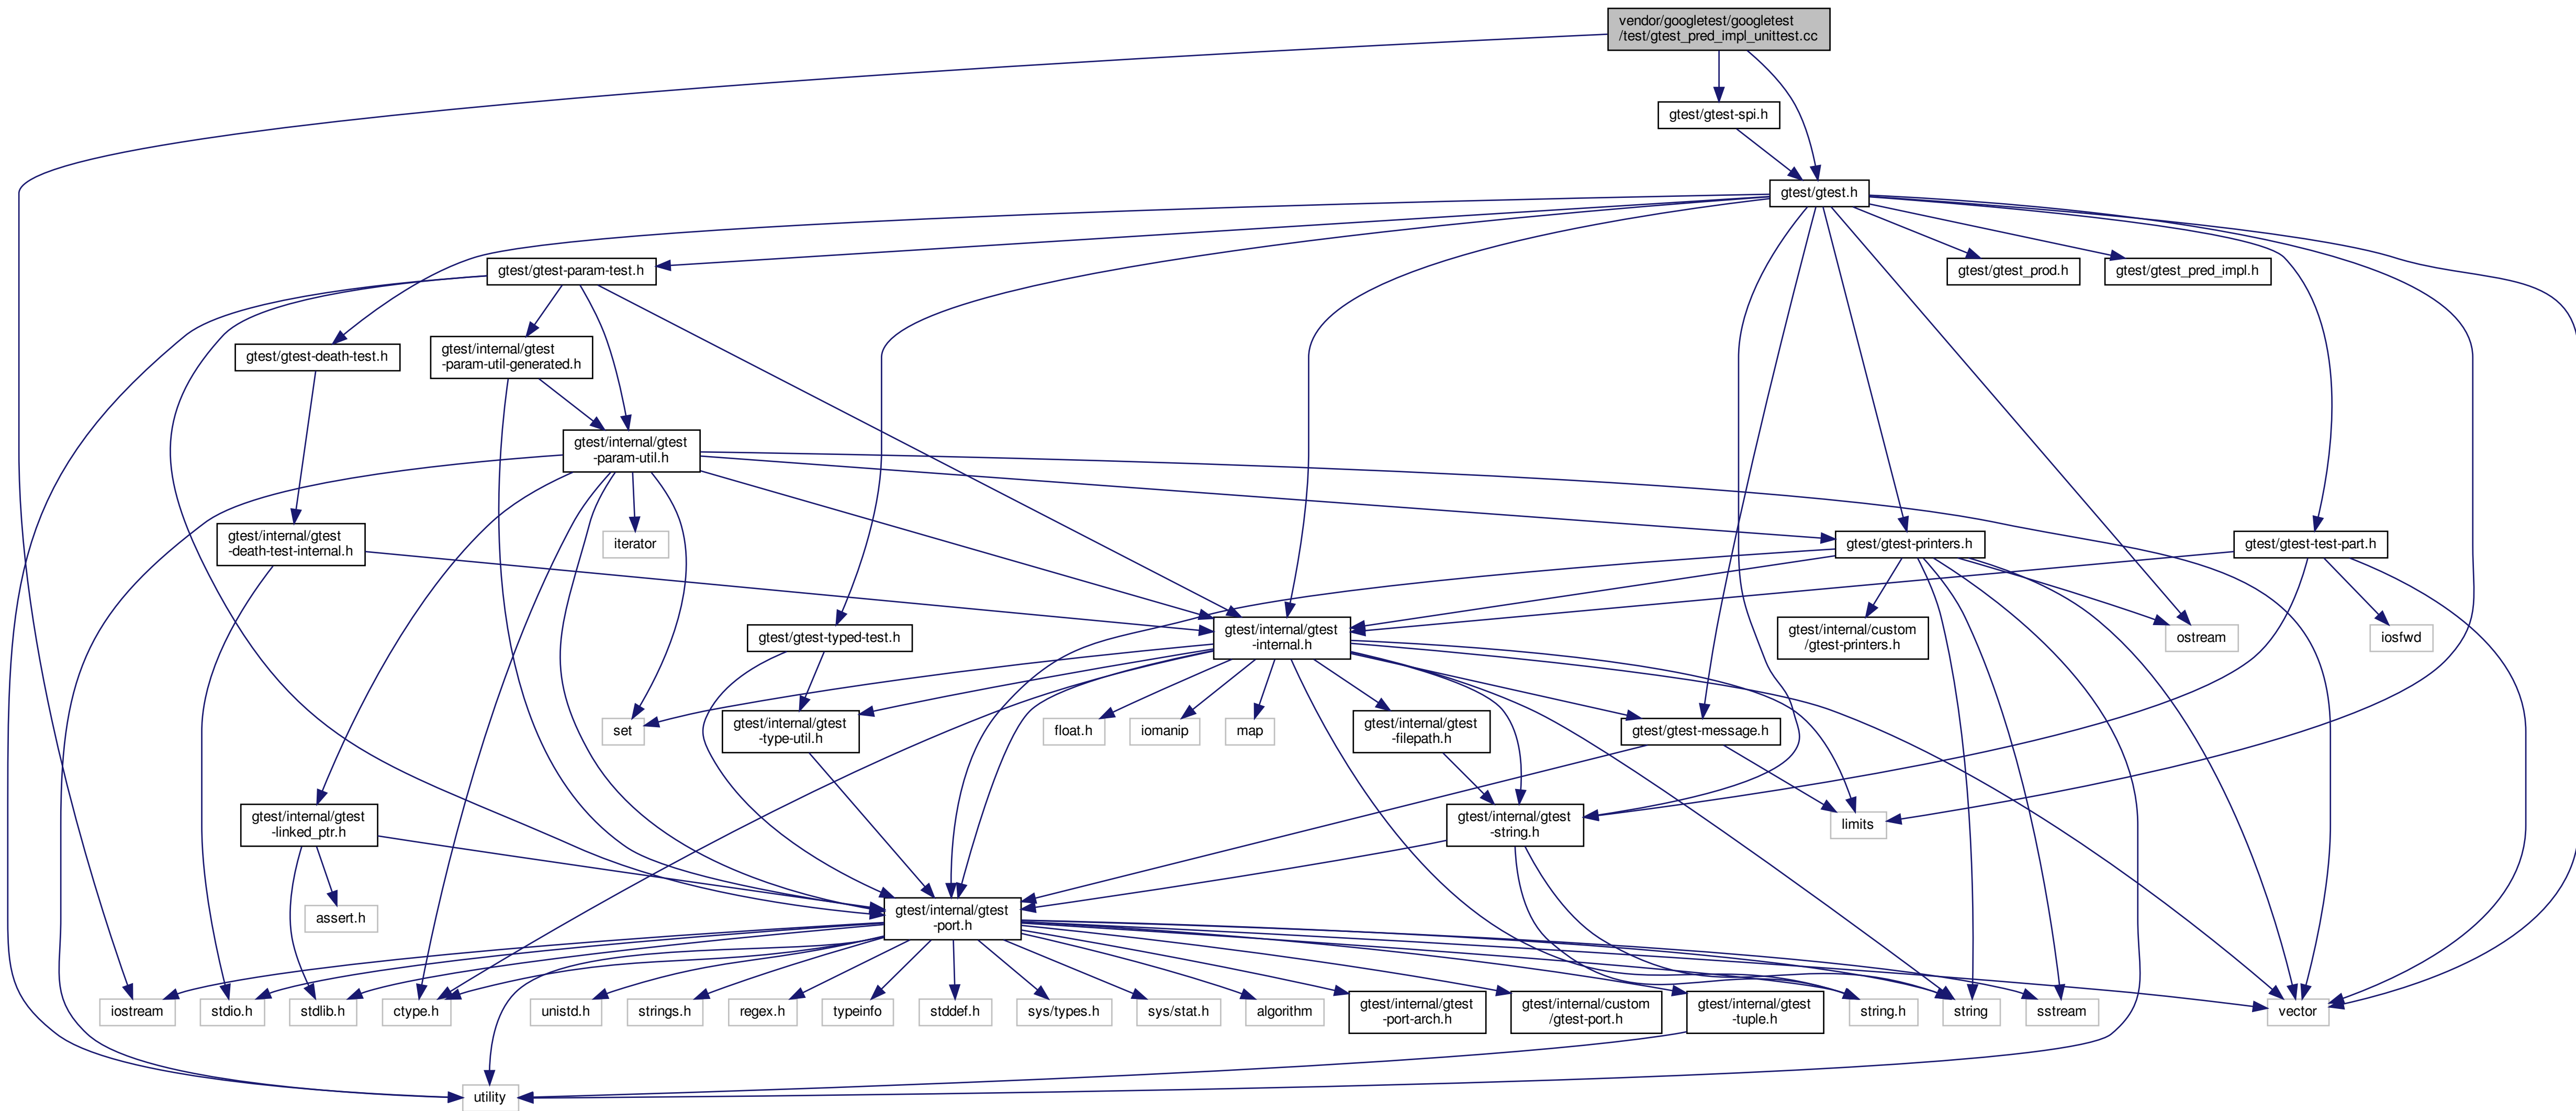 vendor/googletest/googletest
/test/gtest_pred_impl_unittest.cc
gtest/gtest-spi.h
gtest/gtest.h
gtest/gtest-param-test.h
gtest/gtest_prod.h
gtest/gtest_pred_impl.h
gtest/gtest-death-test.h
gtest/internal/gtest
-param-util-generated.h
gtest/internal/gtest
-param-util.h
gtest/internal/gtest
-death-test-internal.h
iterator
gtest/gtest-printers.h
gtest/gtest-test-part.h
gtest/gtest-typed-test.h
gtest/internal/gtest
-internal.h
gtest/internal/custom
/gtest-printers.h
ostream
iosfwd
set
gtest/internal/gtest
-type-util.h
float.h
iomanip
map
gtest/internal/gtest
-filepath.h
gtest/gtest-message.h
gtest/internal/gtest
-linked_ptr.h
gtest/internal/gtest
-string.h
limits
assert.h
gtest/internal/gtest
-port.h
iostream
stdio.h
stdlib.h
ctype.h
unistd.h
strings.h
regex.h
typeinfo
stddef.h
sys/types.h
sys/stat.h
algorithm
gtest/internal/gtest
-port-arch.h
gtest/internal/custom
/gtest-port.h
gtest/internal/gtest
-tuple.h
string.h
string
sstream
vector
utility